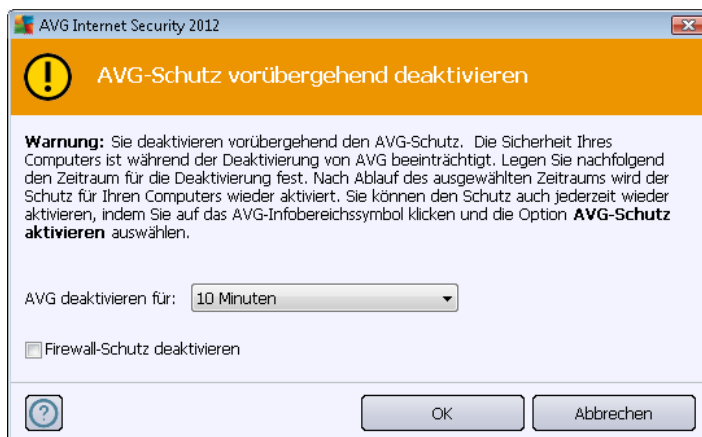 AVG Internet Security 2012
AVG-Schutz vorübergehend deaktivieren
Warnung: Sie deaktivieren vorübergehend den AVG-Schutz. Die Sicherheit Ihres
Computers ist während der Deaktivierung von AVG beeinträchtigt. Legen Sie nachfolgend
den Zeitraum für die Deaktivierung fest. Nach Ablauf des ausgewählten Zeitraums wird der
Schutz für Ihren Computers wieder aktiviert. Sie können den Schutz auch jederzeit wieder
aktivieren, indem Sie auf das AVG-Infobereichssymbol klicken und die Option AVG-Schutz
aktivieren auswählen.
AVG deaktivieren für: 10 Minuten
Firewall-Schutz deaktivieren
? OK Abbrechen